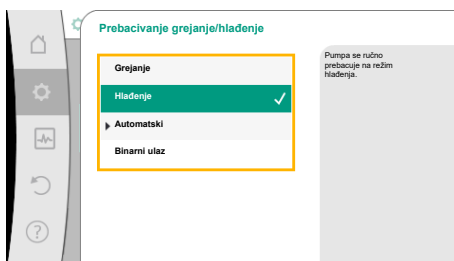 Prebacivanje grejanje/hlađenje
Grejanje
Hlađenje
Automatski
Binarni ulaz
Pumpa se ručno
prebacuje na režim
hlađenja.